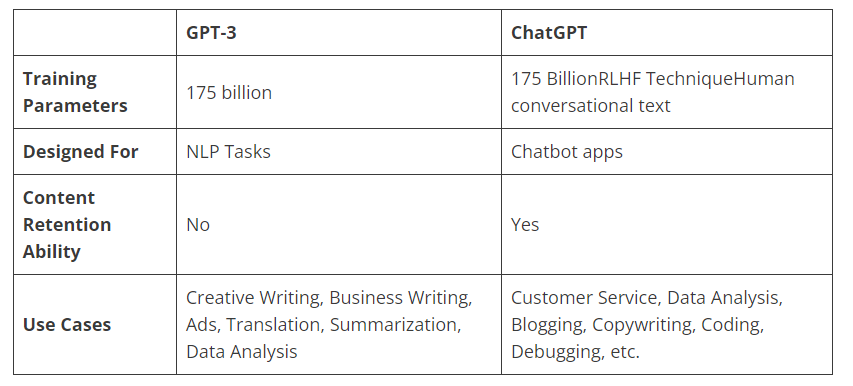 GPT-3 ChatGPT
Training
Parameters
175 billion
175 BillionRLHF TechniqueHuman
conversational text
Designed For NLP Tasks Chatbot apps
Content
Retention
Ability
No
Yes
Use Cases
Creative Writing, Business Writing,
Ads, Translation, Summarization,
Data Analysis
Customer Service, Data Analysis,
Blogging, Copywriting, Coding,
Debugging, etc.